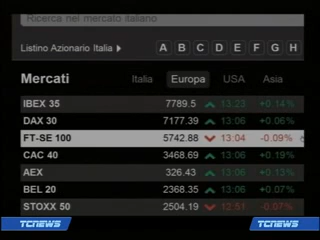 Ricerca nel mercato italiano
Listino Azionario Italia A B C D E F G H
Mercati Italia Europa USA Asia
IBEX 35 7789.5 13:23 +0.14%
DAX 30 7177.39 13:06 +0.06%
FT-SE 100 5742.88 13:04 -0.09%
CAC 40 3468.69 13:06 +0.19%
AEX 326.43 13:06 +0.13%
BEL 20 2368.35 13:06 +0.07%
STOXX 50 2504.19 12:51 -0.07%
TCNEWS TCNEWS